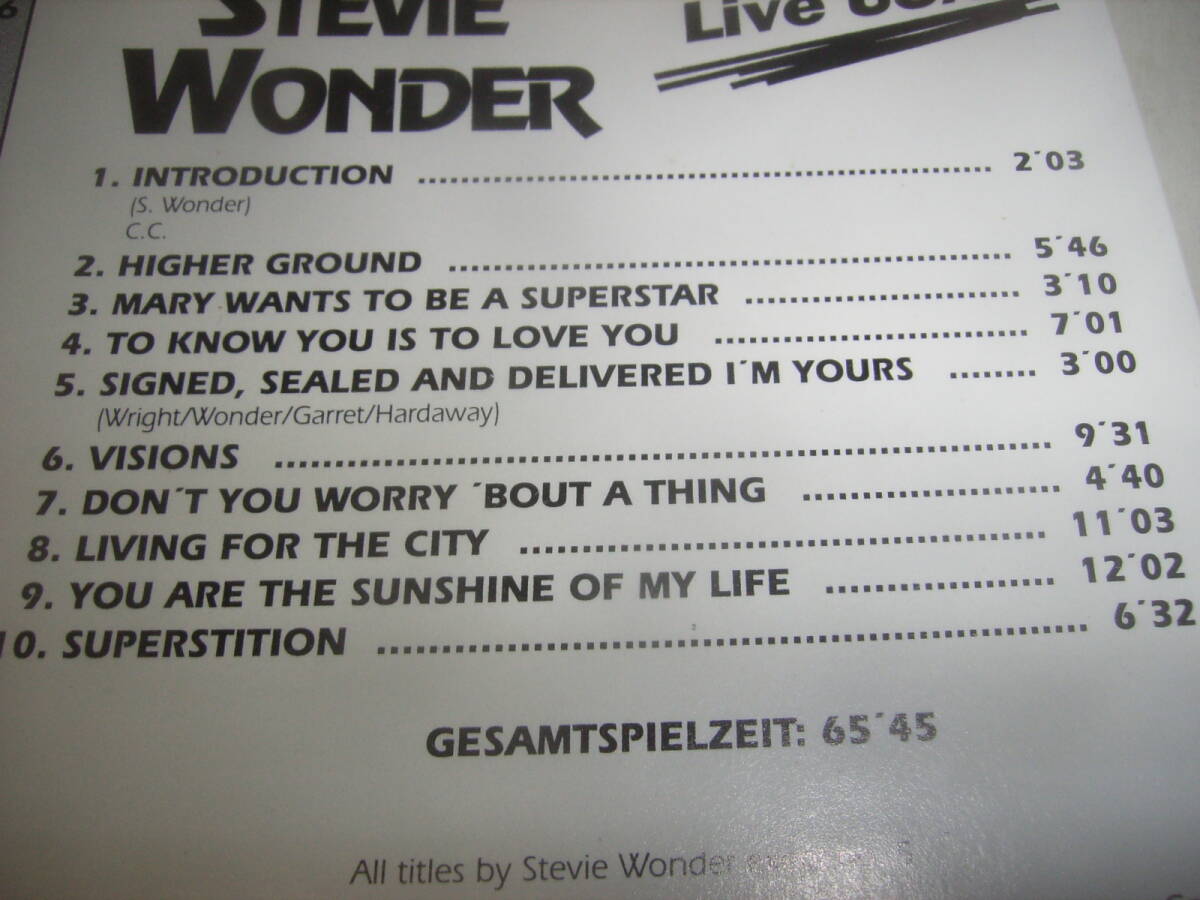 STEVIE
WONDER
Live
1. INTRODUCTION ........ 2´03
(S. Wonder)
C.C.
2. HIGHER GROUND ........ 5´46
3. MARY WANTS TO BE A SUPERSTAR ........ 3´10
4. TO KNOW YOU IS TO LOVE YOU ........ 7´01
5. SIGNED, SEALED AND DELIVERED I´M YOURS ........ 3´00
(Wright/Wonder/Garret/Hardaway)
6. VISIONS ........ 9´31
7. DON´T YOU WORRY ´BOUT A THING ........ 4´40
8. LIVING FOR THE CITY ........ 11´03
9. YOU ARE THE SUNSHINE OF MY LIFE ........ 12´02
10. SUPERSTITION ........ 6´32
GESAMTSPIELZEIT: 65´45
All titles by Stevie Wonder